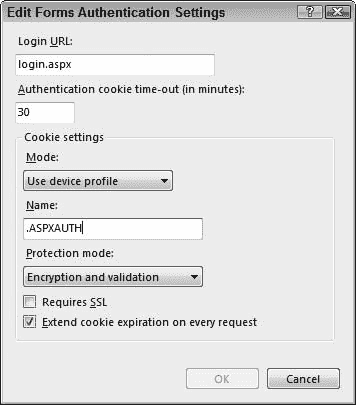 Edit Forms Authentication Settings
Login URL:
login.aspx
Authentication cookie time-out (in minutes):
30
Cookie settings
Mode:
Use device profile
Name:
.ASPXAUTH
Protection mode:
Encryption and validation
Requires SSL
Extend cookie expiration on every request
OK
Cancel